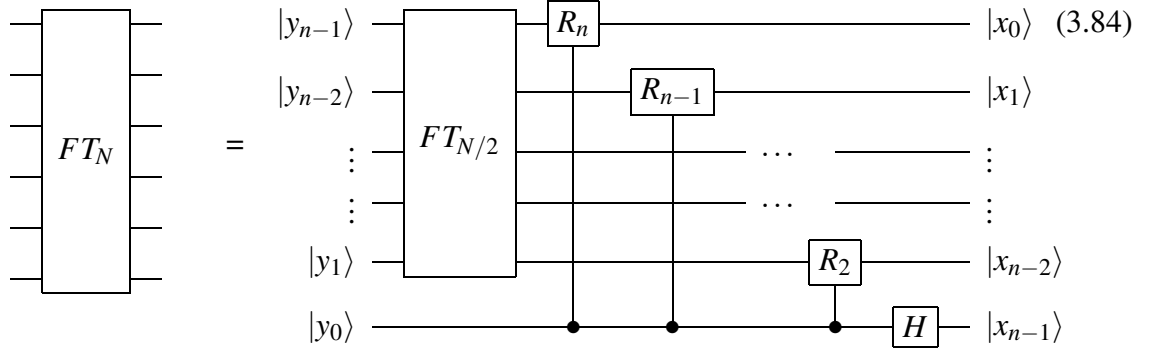 |y_{n−1}⟩ R_n |x_0⟩ (3.84)
|y_{n−2}⟩ R_{n−1} |x_1⟩
FT_N = FT_{N/2}
⋮ ⋯ ⋮
⋮ ⋯ ⋮
|y_1⟩ R_2 |x_{n−2}⟩
|y_0⟩ H |x_{n−1}⟩